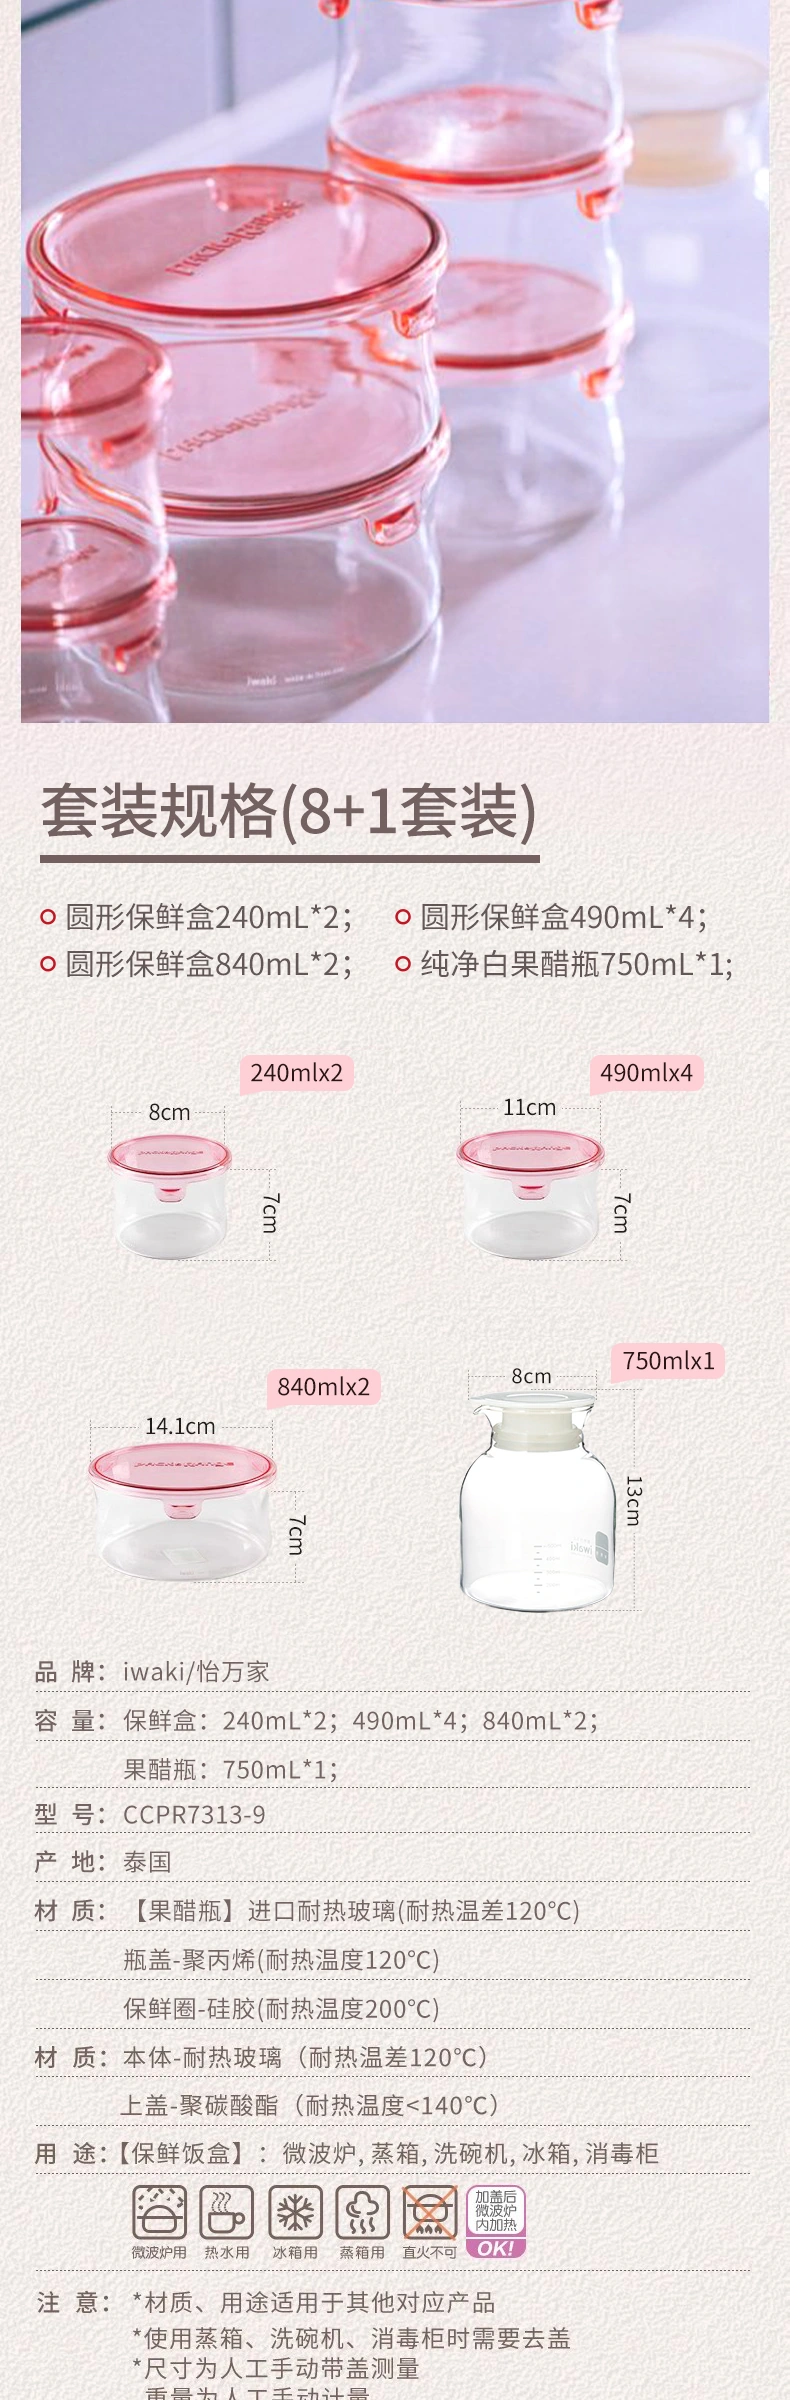 iwaki
套装规格(8+1套装)
圆形保鲜盒240mL*2；
圆形保鲜盒490mL*4；
圆形保鲜盒840mL*2；
纯净白果醋瓶750mL*1;
240mlx2
8cm
7cm
490mlx4
11cm
7cm
840mlx2
14.1cm
7cm
750mlx1
8cm
13cm
iwaki
品 牌：iwaki/怡万家
容 量：保鲜盒：240mL*2；490mL*4；840mL*2；
果醋瓶：750mL*1；
型 号：CCPR7313-9
产 地：泰国
材 质：【果醋瓶】进口耐热玻璃(耐热温差120℃)
瓶盖-聚丙烯(耐热温度120℃)
保鲜圈-硅胶(耐热温度200℃)
材 质：本体-耐热玻璃（耐热温差120℃）
上盖-聚碳酸酯（耐热温度<140℃）
用 途：【保鲜饭盒】：微波炉, 蒸箱, 洗碗机, 冰箱, 消毒柜
微波炉用
热水用
冰箱用
蒸箱用
直火不可
加盖后
微波炉
内加热
OK!
注 意：*材质、用途适用于其他对应产品
*使用蒸箱、洗碗机、消毒柜时需要去盖
*尺寸为人工手动带盖测量
重量为人工手动计量